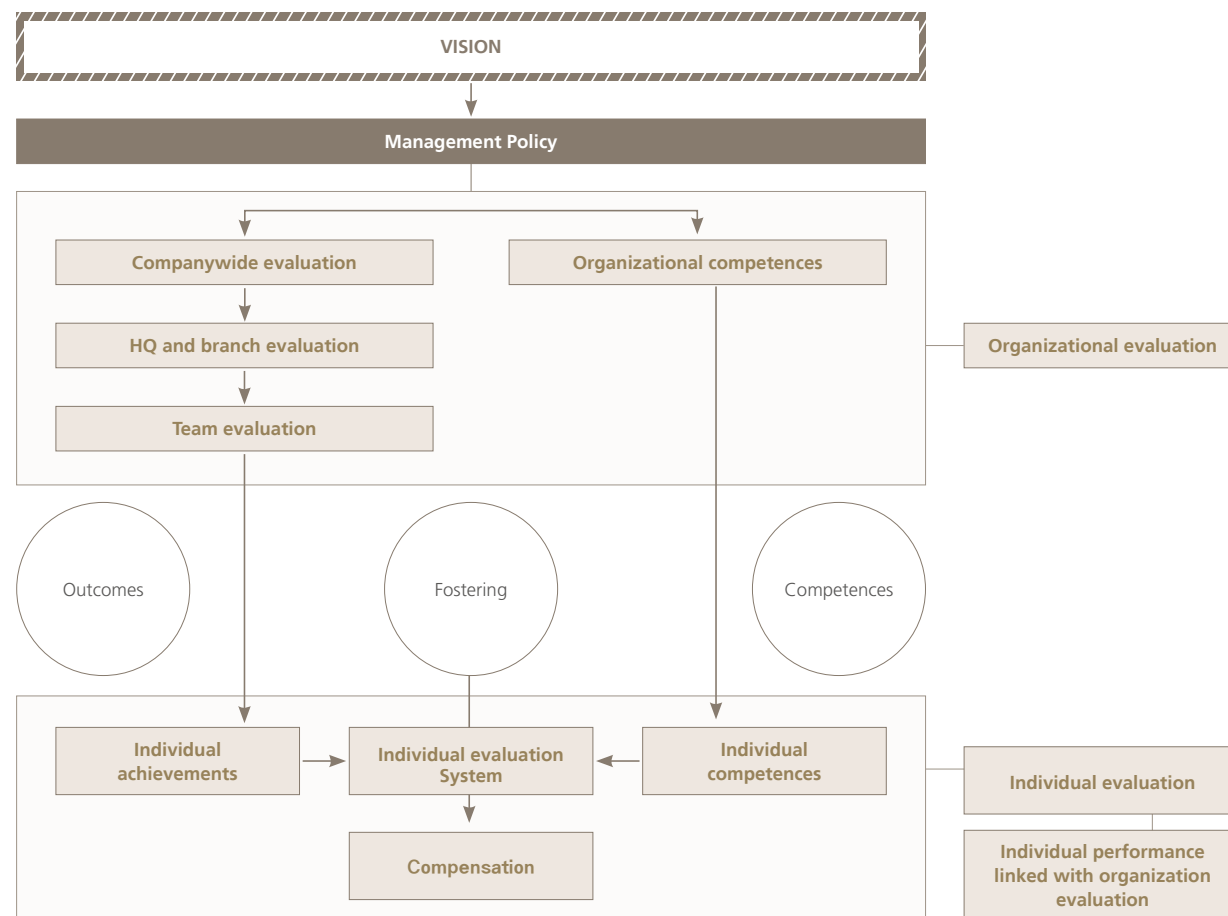 VISION
Management Policy
Companywide evaluation
Organizational competences
HQ and branch evaluation
Organizational evaluation
Team evaluation
Outcomes
Fostering
Competences
Individual
achievements
Individual evaluation
System
Individual
competences
Individual evaluation
Compensation
Individual performance
linked with organization
evaluation